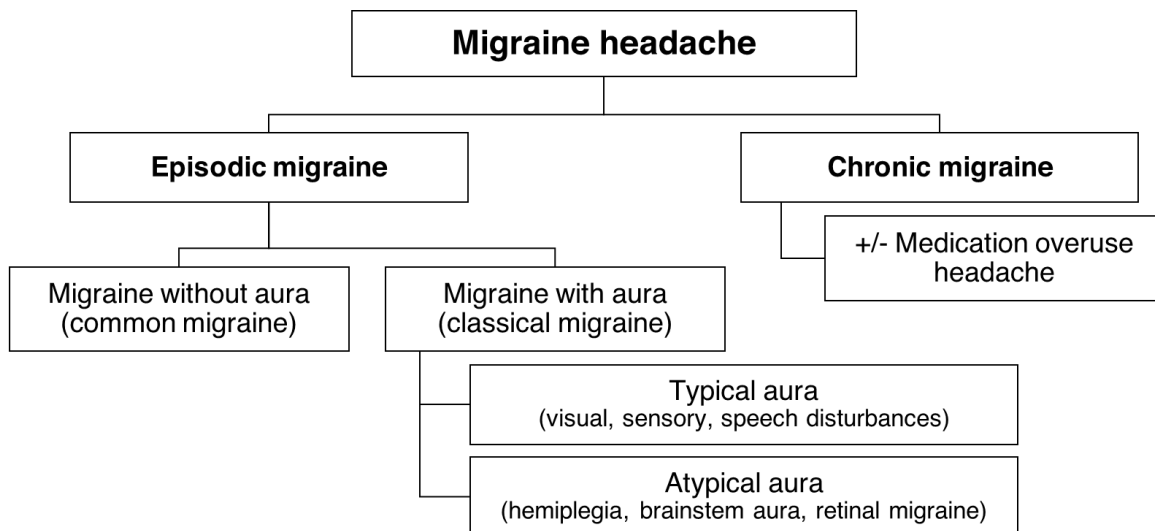 Migraine headache
Episodic migraine
Chronic migraine
+/- Medication overuse
headache
Migraine without aura
(common migraine)
Migraine with aura
(classical migraine)
Typical aura
(visual, sensory, speech disturbances)
Atypical aura
(hemiplegia, brainstem aura, retinal migraine)